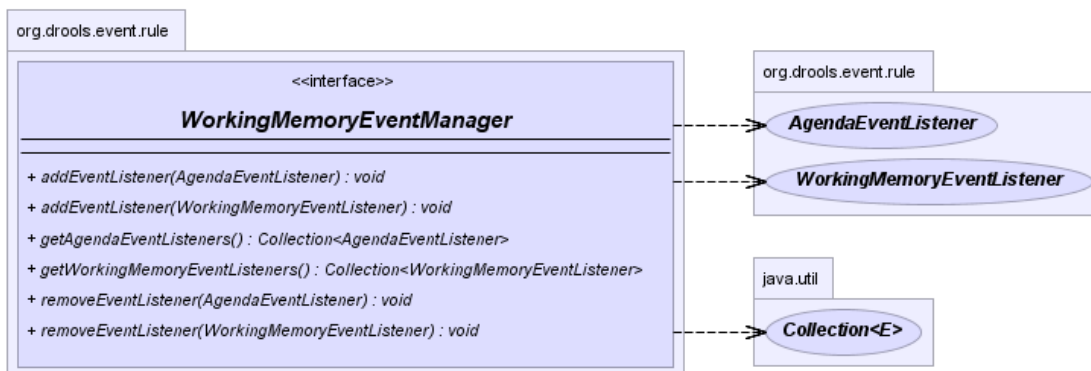 org.drools.event.rule
<<interface>>
WorkingMemoryEventManager
+ addEventListener(AgendaEventListener) : void
+ addEventListener(WorkingMemoryEventListener) : void
+ getAgendaEventListeners() : Collection<AgendaEventListener>
+ getWorkingMemoryEventListeners() : Collection<WorkingMemoryEventListener>
+ removeEventListener(AgendaEventListener) : void
+ removeEventListener(WorkingMemoryEventListener) : void
org.drools.event.rule
AgendaEventListener
WorkingMemoryEventListener
java.util
Collection<E>